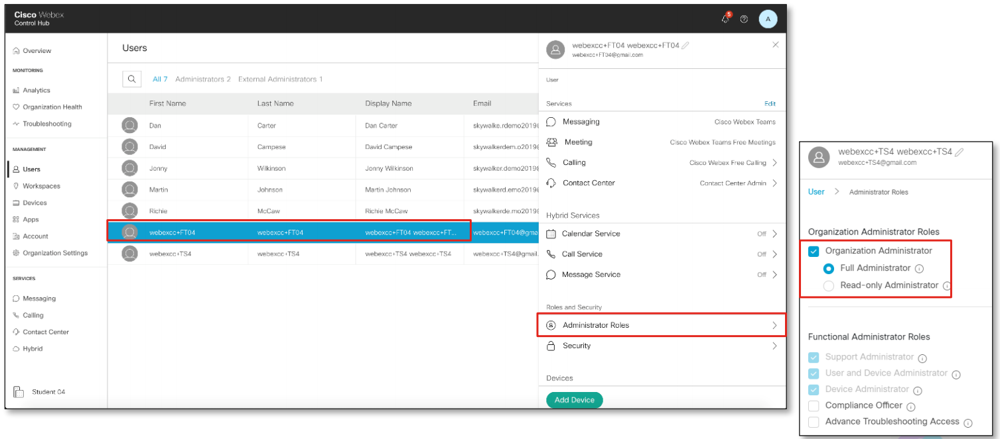 Cisco Webex
Control Hub
5
A
Overview
MONITORING
Analytics
Organization Health
Troubleshooting
MANAGEMENT
Users
Workspaces
Devices
Apps
Account
Organization Settings
SERVICES
Messaging
Calling
Contact Center
Hybrid
Student 04
Users
All 7 Administrators 2 External Administrators 1
First Name Last Name Display Name Email
Dan Carter Dan Carter skywalke.rdemo2019@
David Campese David Campese skywalkerdem.o2019@
Jonny Wilkinson Jonny Wilkinson skywalker.demo2019@
Martin Johnson Martin Johnson skywalkerd.emo2019@
Richie McCaw Richie McCaw skywalkerde.mo2019@
webexcc+FT04 webexcc+FT04 webexcc+FT04 webexcc+FT... webexcc+FT04@gma
webexcc+TS4 webexcc+TS4 webexcc+TS4 webexcc+TS4 webexcc+TS4@gmail.
webexcc+FT04 webexcc+FT04
webexcc+FT04@gmail.com
User
Services Edit
Messaging Cisco Webex Teams
Meeting Cisco Webex Teams Free Meetings
Calling Cisco Webex Free Calling >
Contact Center Contact Center Admin >
Hybrid Services
Calendar Service Off >
Call Service Off >
Message Service Off >
Roles and Security
Administrator Roles >
Security >
Devices
Add Device
webexcc+TS4 webexcc+TS4
webexcc+TS4@gmail.com
User > Administrator Roles
Organization Administrator Roles
Organization Administrator
Full Administrator
Read-only Administrator
Functional Administrator Roles
Support Administrator
User and Device Administrator
Device Administrator
Compliance Officer
Advance Troubleshooting Access